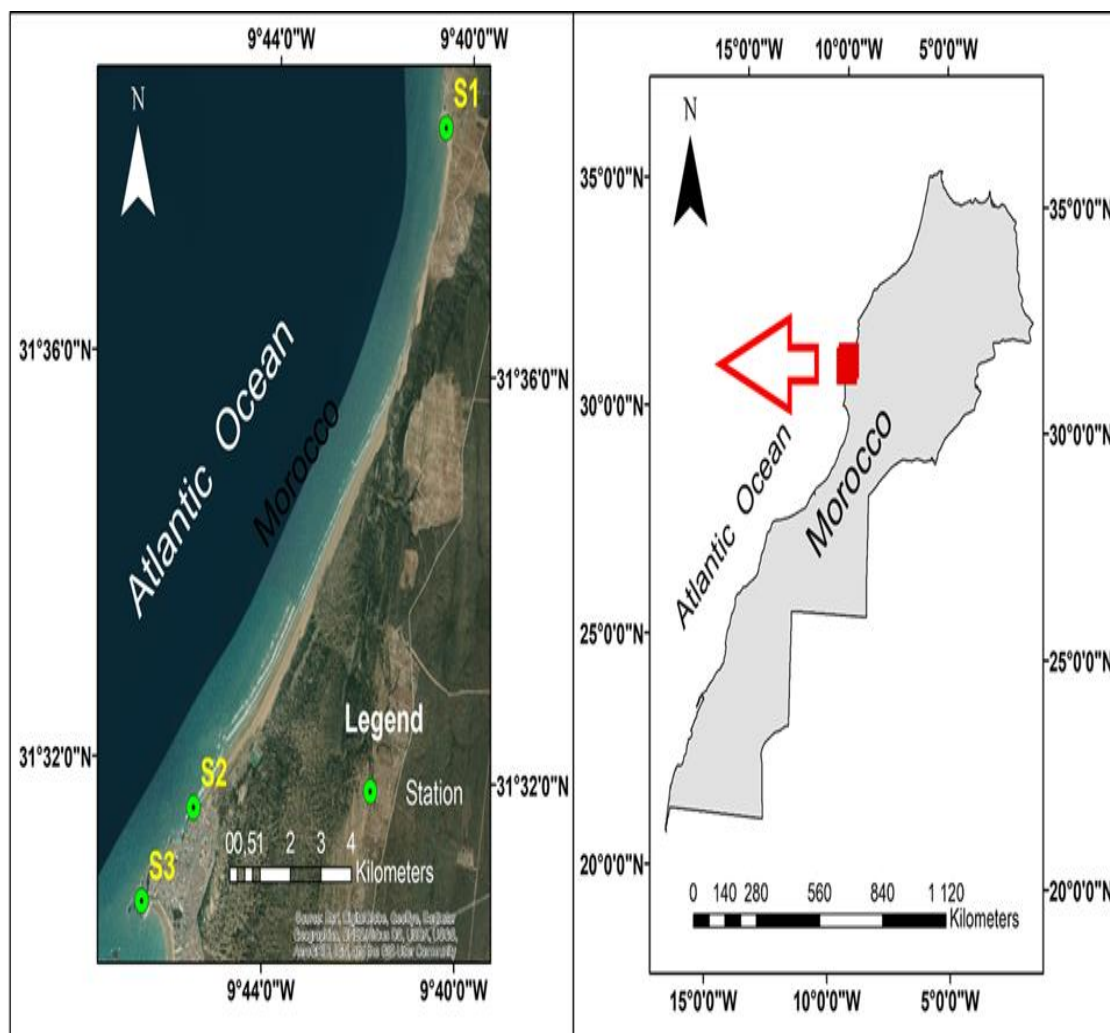 9°44'0"W
9°40'0"W
N
S1
31°36'0"N
31°36'0"N
Atlantic Ocean
Morocco
Legend
31°32'0"N
31°32'0"N
S2
Station
00,51 2 3 4
Kilometers
S3
9°44'0"W
9°40'0"W
15°0'0"W
10°0'0"W
5°0'0"W
N
35°0'0"N
35°0'0"N
30°0'0"N
30°0'0"N
Atlantic Ocean
Morocco
25°0'0"N
25°0'0"N
20°0'0"N
20°0'0"N
0 140 280 560 840 1 120
Kilometers
15°0'0"W
10°0'0"W
5°0'0"W